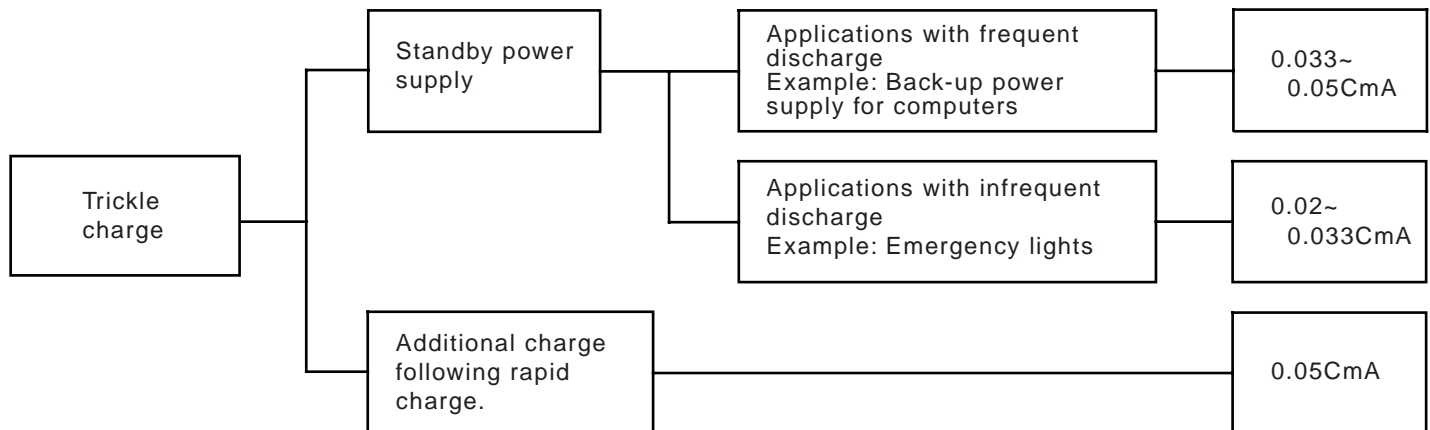 Trickle
charge
Standby power
supply
Applications with frequent
discharge
Example: Back-up power
supply for computers
0.033~
0.05CmA
Applications with infrequent
discharge
Example: Emergency lights
0.02~
0.033CmA
Additional charge
following rapid
charge.
0.05CmA